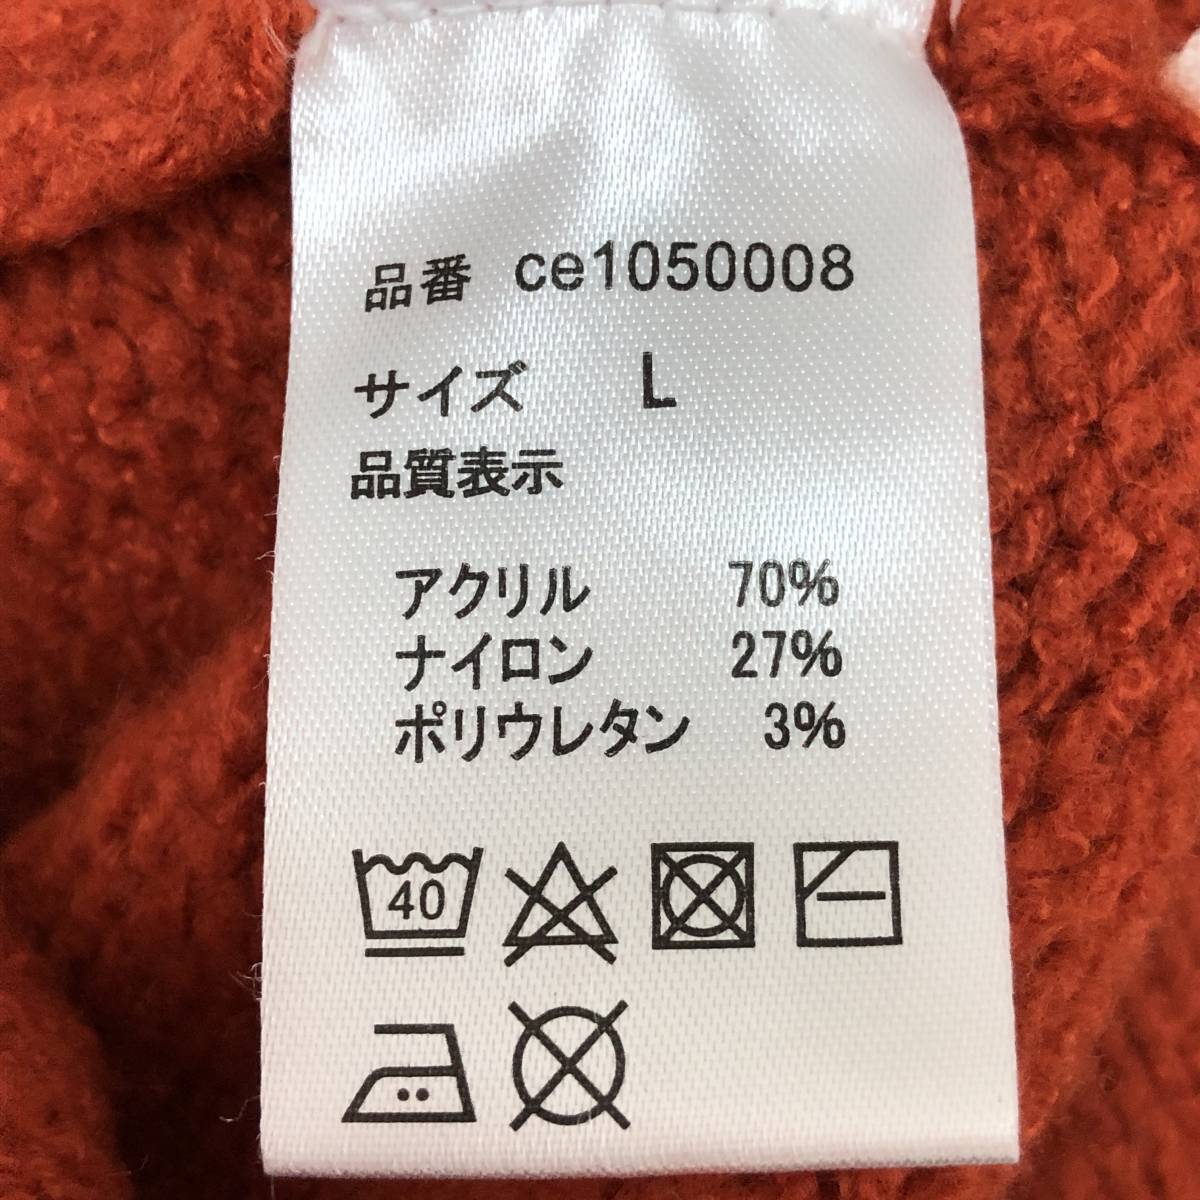 品番 ce1050008
サイズ L
品質表示
アクリル 70%
ナイロン 27%
ポリウレタン 3%
40